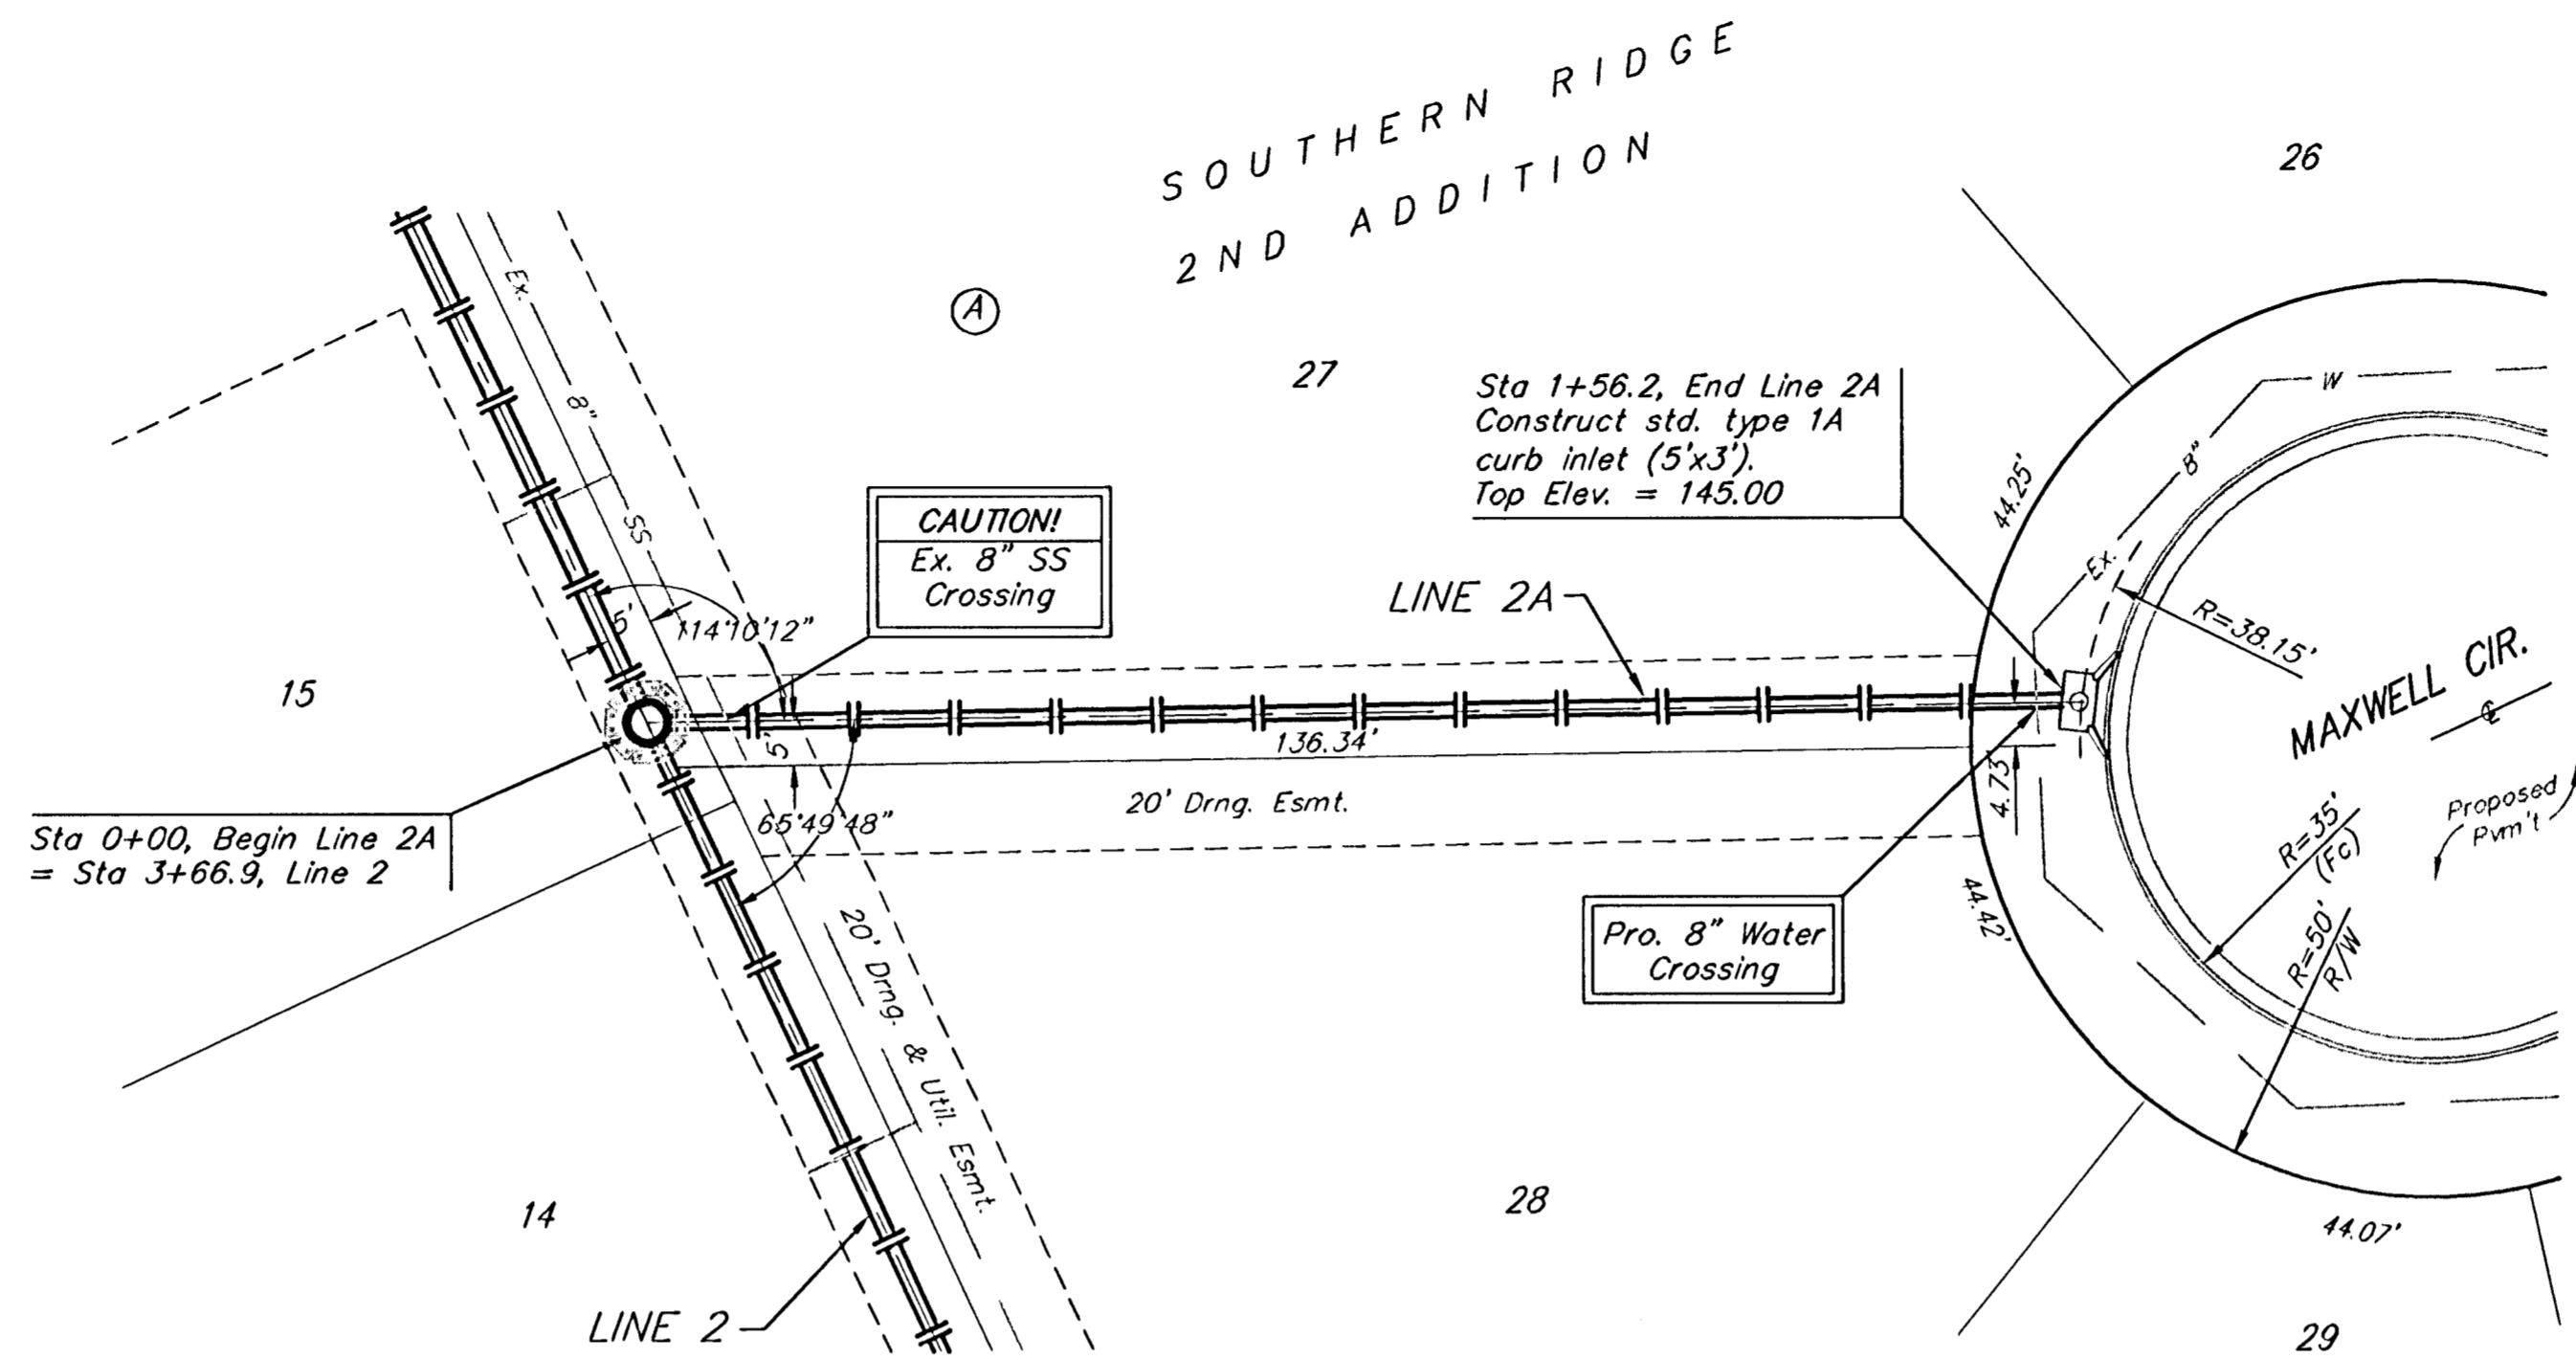 SOUTHERN RIDGE
2ND ADDITION
26
A
27
Ex.
8"
SS
Sta 1+56.2, End Line 2A
Construct std. type 1A
curb inlet (5'x3').
Top Elev. = 145.00
W
8"
Ex.
44.25'
CAUTION!
Ex. 8" SS
Crossing
LINE 2A
R=38.15'
5'
114°10'12"
15
MAXWELL CIR.
℄
136.34'
5'
4.73'
20' Drng. Esmt.
65°49'48"
Sta 0+00, Begin Line 2A
= Sta 3+66.9, Line 2
Proposed
Pvm't
R=35'
(Fc)
R=50'
R/W
44.42'
Pro. 8" Water
Crossing
20' Drng. & Util. Esmt.
14
28
44.07'
LINE 2
29